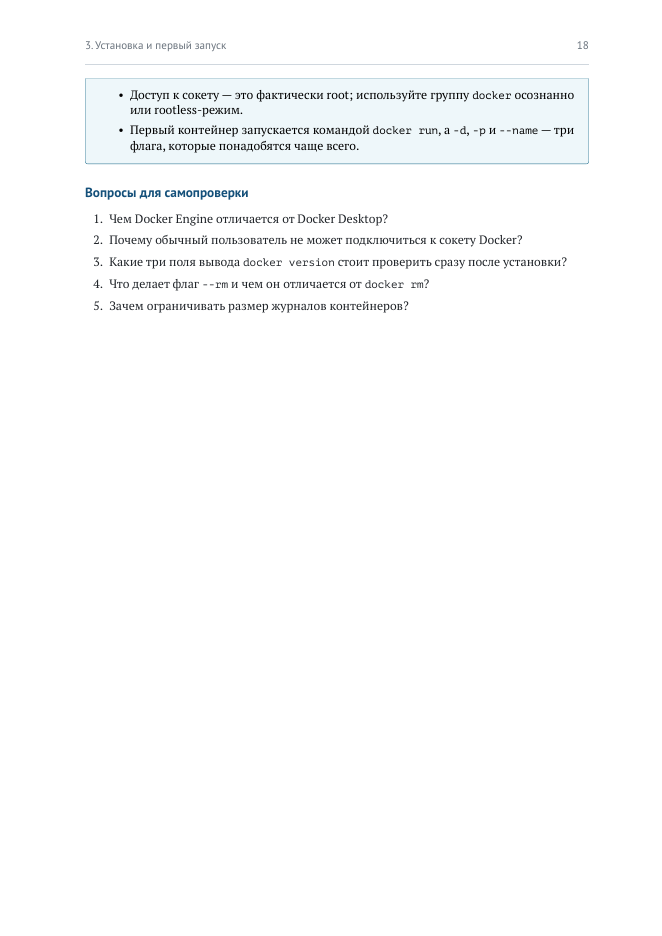 3. Установка и первый запуск 18
• Доступ к сокету — это фактически root; используйте группу docker осознанно
или rootless-режим.
• Первый контейнер запускается командой docker run, а -d, -p и --name — три
флага, которые понадобятся чаще всего.
Вопросы для самопроверки
1. Чем Docker Engine отличается от Docker Desktop?
2. Почему обычный пользователь не может подключиться к сокету Docker?
3. Какие три поля вывода docker version стоит проверить сразу после установки?
4. Что делает флаг --rm и чем он отличается от docker rm?
5. Зачем ограничивать размер журналов контейнеров?